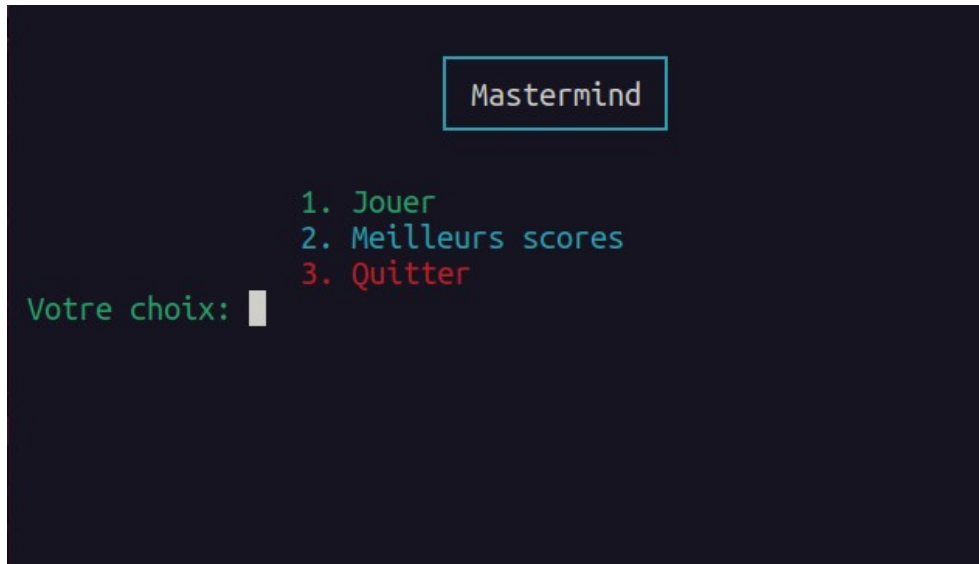 Mastermind
1. Jouer
2. Meilleurs scores
3. Quitter
Votre choix: